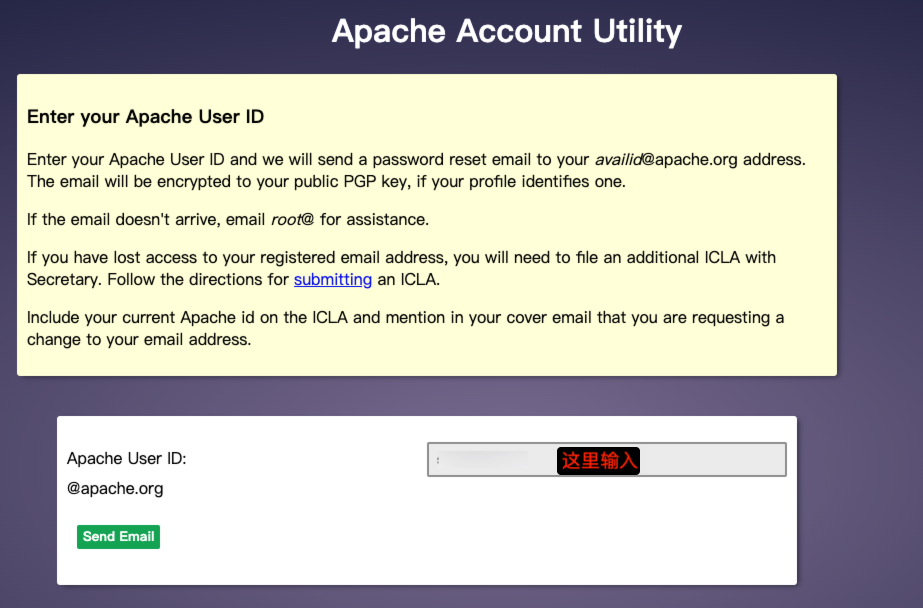 Apache Account Utility
Enter your Apache User ID
Enter your Apache User ID and we will send a password reset email to your availid@apache.org address.
The email will be encrypted to your public PGP key, if your profile identifies one.
If the email doesn't arrive, email root@ for assistance.
If you have lost access to your registered email address, you will need to file an additional ICLA with
Secretary. Follow the directions for submitting an ICLA.
Include your current Apache id on the ICLA and mention in your cover email that you are requesting a
change to your email address.
Apache User ID:
这里输入
@apache.org
Send Email